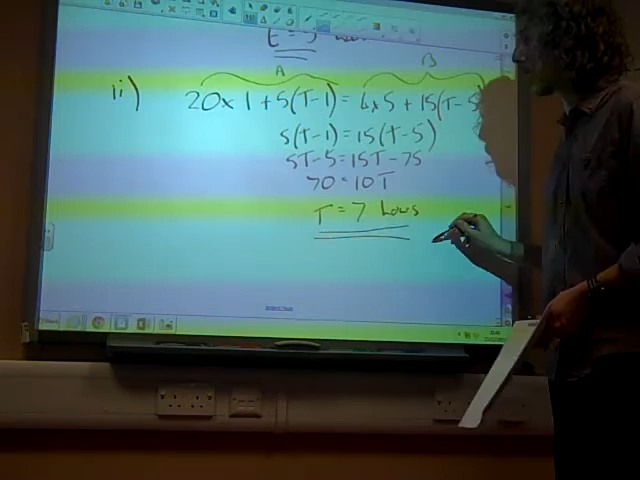 A B
ii) 20 x 1 + 5(T-1) = 4 x 5 + 15(T-5
5(T-1) = 15(T-5)
5T-5 = 15T-75
70 = 10T
T = 7 hours